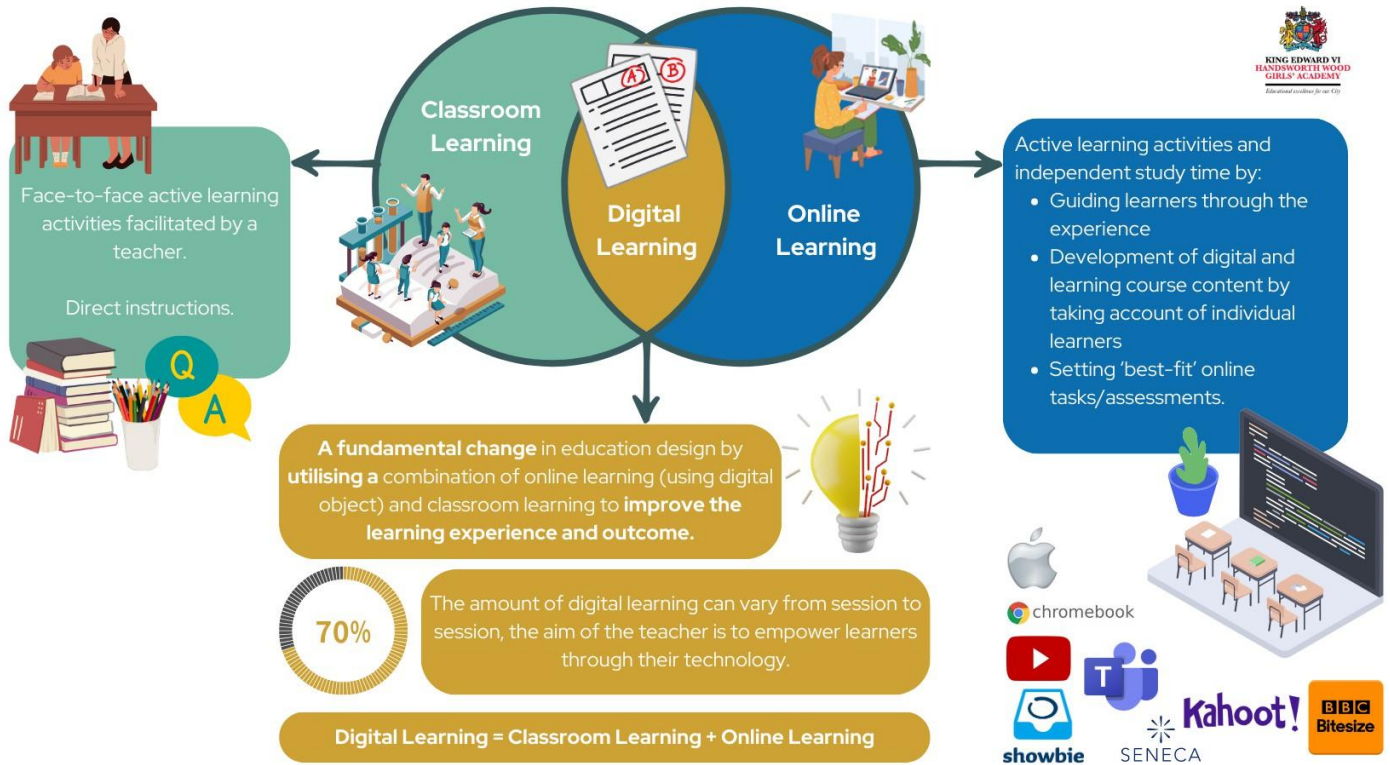 KING EDWARD VI
HANDSWORTH WOOD
GIRLS' ACADEMY
Educational excellence for our City
Classroom
Learning
A
B
Digital
Learning
Online
Learning
Face-to-face active learning
activities facilitated by a
teacher.
Direct instructions.
Q
A
Active learning activities and
independent study time by:
• Guiding learners through the
experience
• Development of digital and
learning course content by
taking account of individual
learners
• Setting ‘best-fit’ online
tasks/assessments.
A fundamental change in education design by
utilising a combination of online learning (using digital
object) and classroom learning to improve the
learning experience and outcome.
70%
The amount of digital learning can vary from session to
session, the aim of the teacher is to empower learners
through their technology.
Digital Learning = Classroom Learning + Online Learning
chromebook
T
showbie
SENECA
Kahoot!
BBC
Bitesize